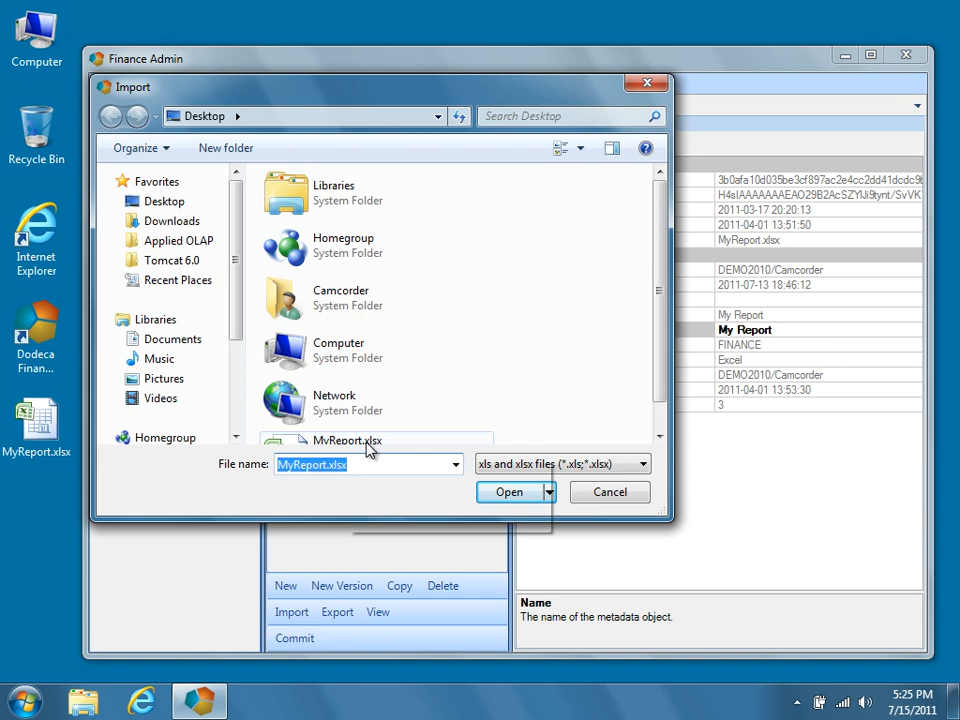 Computer
Recycle Bin
Internet
Explorer
Dodeca
Finan...
MyReport.xlsx
Finance Admin
Import
Desktop
Search Desktop
Organize
New folder
Favorites
Desktop
Downloads
Applied OLAP
Tomcat 6.0
Recent Places
Libraries
Documents
Music
Pictures
Videos
Homegroup
Libraries
System Folder
Homegroup
System Folder
Camcorder
System Folder
Computer
System Folder
Network
System Folder
MyReport.xlsx
File name:
MyReport.xlsx
xls and xlsx files (*.xls;*.xlsx)
Open
Cancel
2011-03-17 20:20:13
2011-04-01 13:51:50
MyReport.xlsx
DEMO2010/Camcorder
2011-07-13 18:46:12
My Report
My Report
FINANCE
Excel
DEMO2010/Camcorder
2011-04-01 13:53:30
3
New
New Version
Copy
Delete
Import
Export
View
Commit
Name
The name of the metadata object.
5:25 PM
7/15/2011